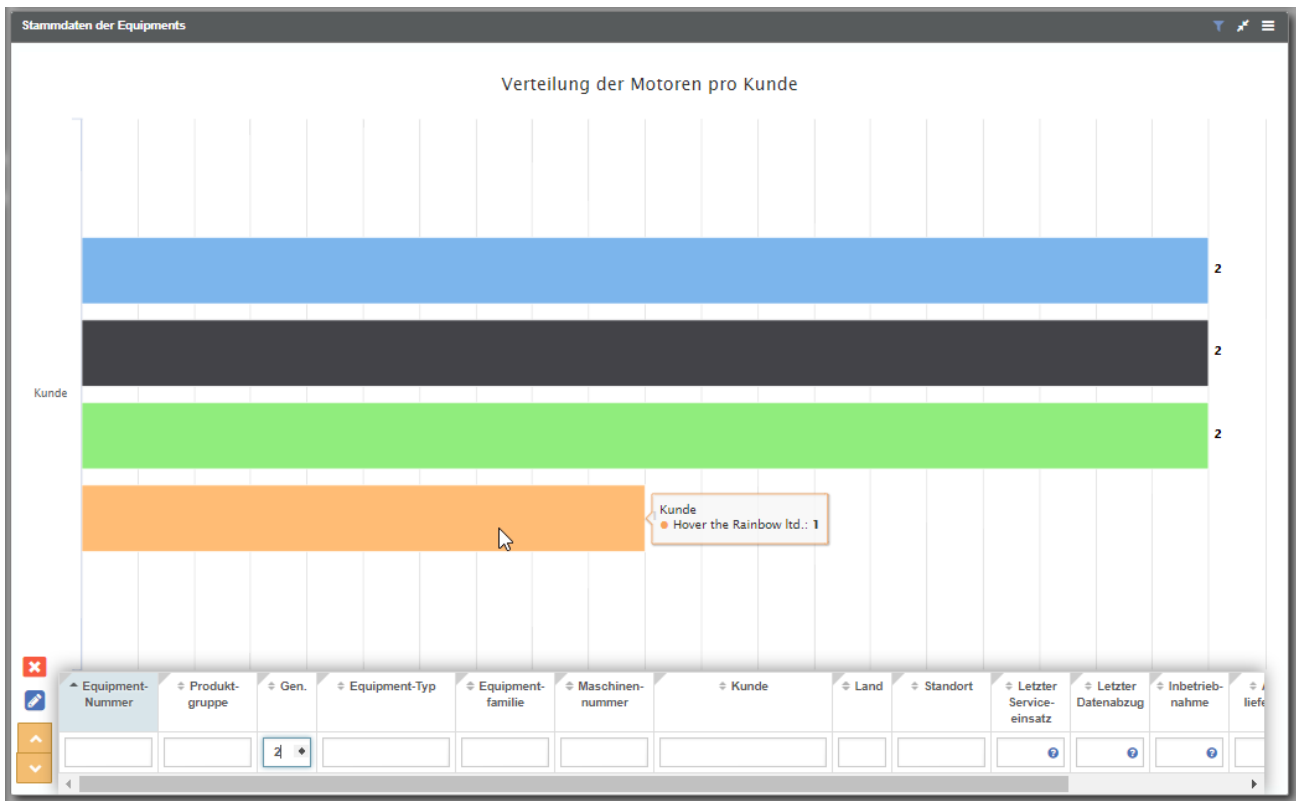 Stammdaten der Equipments
Verteilung der Motoren pro Kunde
2
2
Kunde
2
Kunde
Hover the Rainbow ltd.: 1
Equipment-
Nummer
Produkt-
gruppe
Gen.
Equipment-Typ
Equipment-
familie
Maschinen-
nummer
Kunde
Land
Standort
Letzter
Service-
einsatz
Letzter
Datenabzug
Inbetrieb-
nahme
2